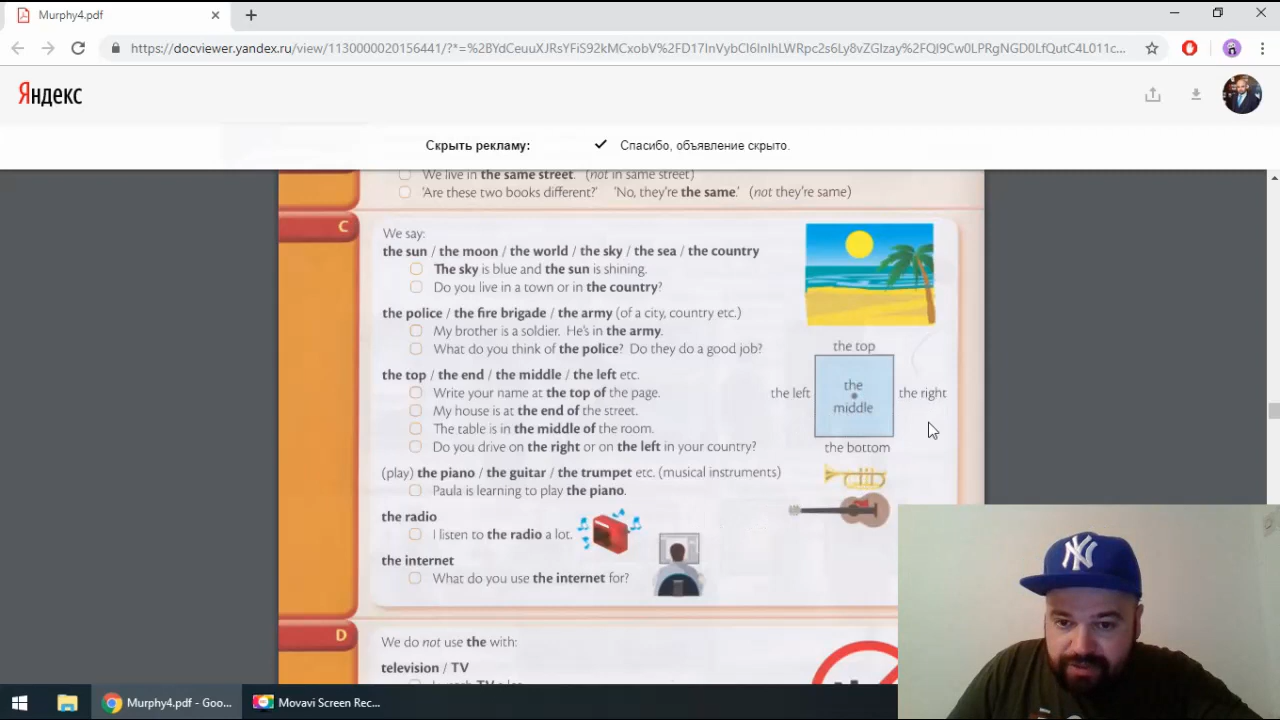 Murphy4.pdf
https://docviewer.yandex.ru/view/1130000020156441/?*=
Яндекс
Скрыть рекламу: Спасибо, объявление скрыто.
We live in the same street. (not in same street)
'Are these two books different?' 'No, they're the same.' (not they're same)
C
We say:
the sun / the moon / the world / the sky / the sea / the country
The sky is blue and the sun is shining.
Do you live in a town or in the country?
the police / the fire brigade / the army (of a city, country etc.)
My brother is a soldier. He's in the army.
What do you think of the police? Do they do a good job?
the top / the end / the middle / the left etc.
Write your name at the top of the page.
My house is at the end of the street.
The table is in the middle of the room.
Do you drive on the right or on the left in your country?
the top
the left
the
middle
the right
the bottom
(play) the piano / the guitar / the trumpet etc. (musical instruments)
Paula is learning to play the piano.
the radio
I listen to the radio a lot.
the internet
What do you use the internet for?
D
We do not use the with:
television / TV
NY
Murphy4.pdf - Goo...
Movavi Screen Rec...